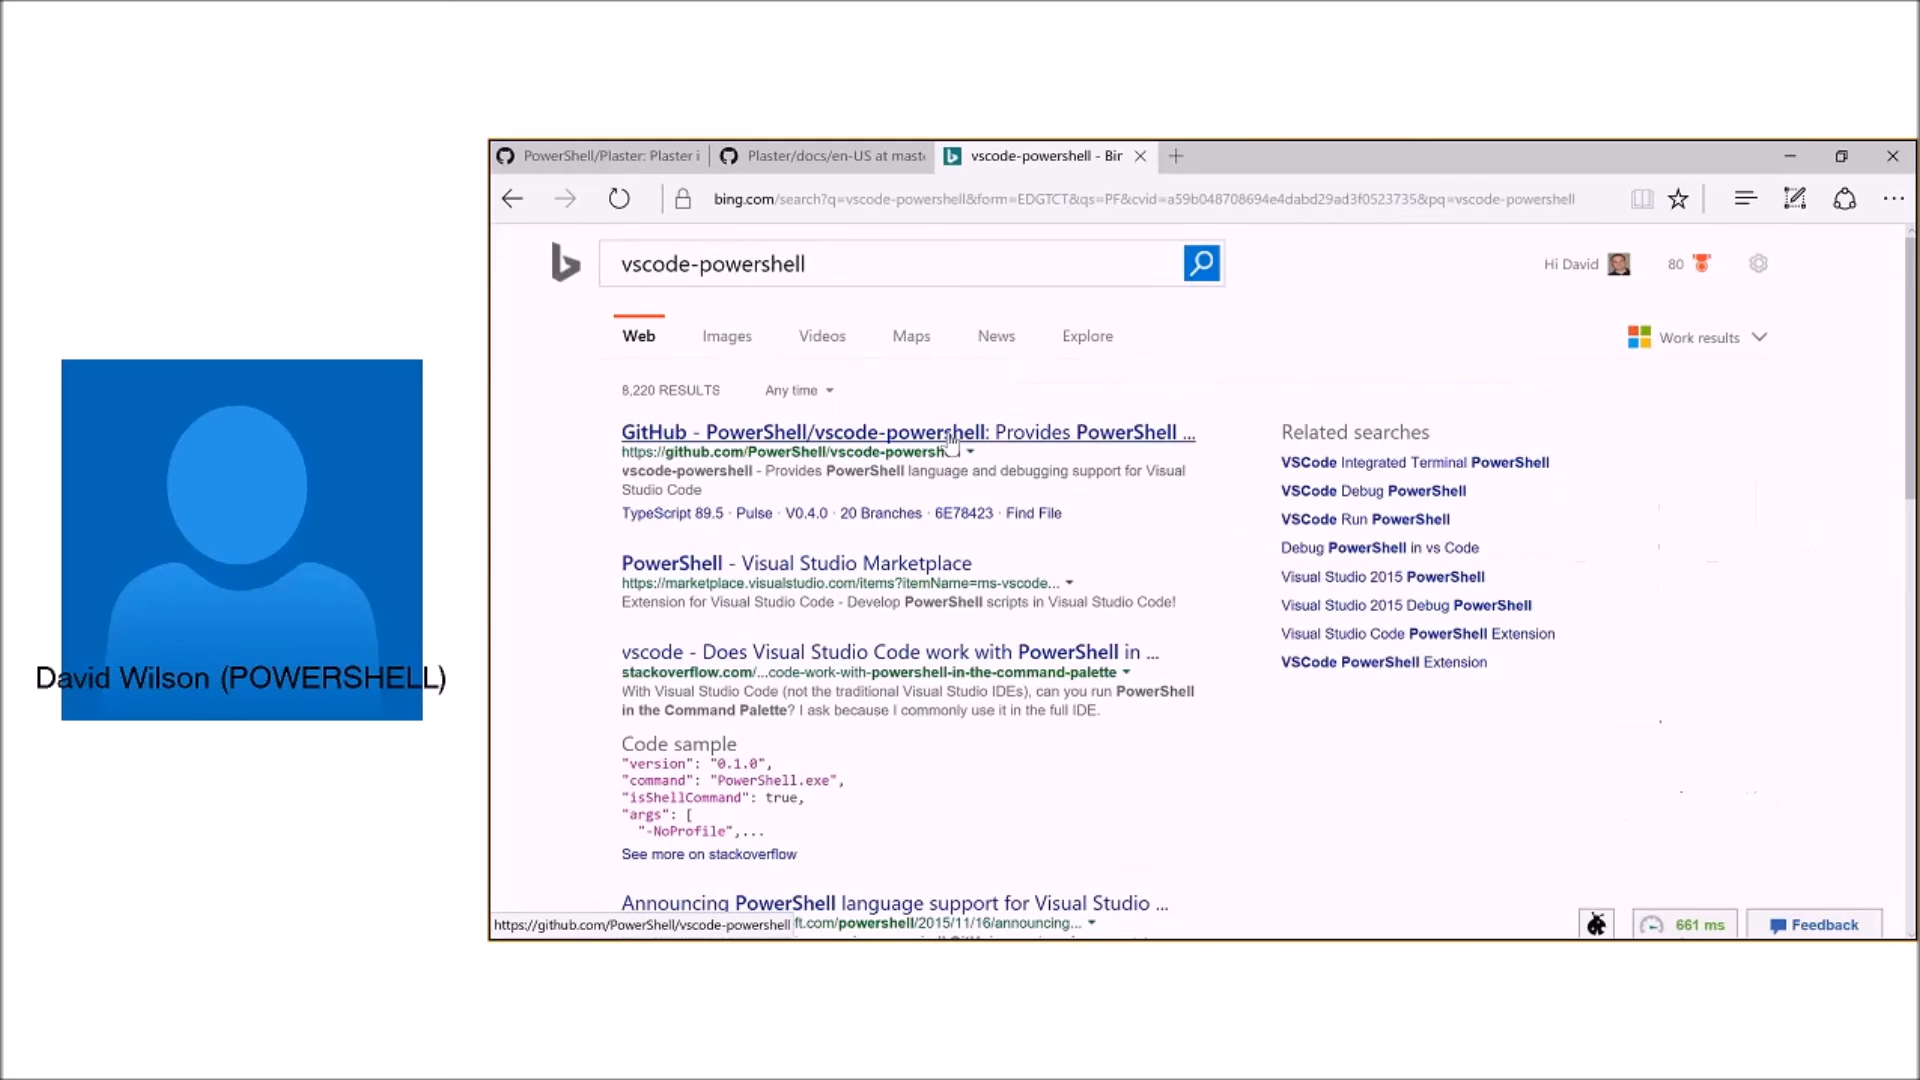 PowerShell/Plaster: Plaster i
Plaster/docs/en-US at maste
vscode-powershell - Bir
bing.com/search?q=vscode-powershell&form=EDGTCT&qs=PF&cvid=a59b048708694e4dabd29ad3f0523735&pq=vscode-powershell
vscode-powershell
Hi David
80
Web
Images
Videos
Maps
News
Explore
Work results
8,220 RESULTS
Any time
GitHub - PowerShell/vscode-powershell: Provides PowerShell ...
https://github.com/PowerShell/vscode-powersh
vscode-powershell - Provides PowerShell language and debugging support for Visual
Studio Code
TypeScript 89.5 · Pulse · V0.4.0 · 20 Branches · 6E78423 · Find File
PowerShell - Visual Studio Marketplace
https://marketplace.visualstudio.com/items?itemName=ms-vscode...
Extension for Visual Studio Code - Develop PowerShell scripts in Visual Studio Code!
vscode - Does Visual Studio Code work with PowerShell in ...
stackoverflow.com/...code-work-with-powershell-in-the-command-palette
With Visual Studio Code (not the traditional Visual Studio IDEs), can you run PowerShell
in the Command Palette? I ask because I commonly use it in the full IDE.
Code sample
"version": "0.1.0",
"command": "PowerShell.exe",
"isShellCommand": true,
"args": [
"-NoProfile",...
See more on stackoverflow
Announcing PowerShell language support for Visual Studio ...
ft.com/powershell/2015/11/16/announcing...
https://github.com/PowerShell/vscode-powershell
Related searches
VSCode Integrated Terminal PowerShell
VSCode Debug PowerShell
VSCode Run PowerShell
Debug PowerShell in vs Code
Visual Studio 2015 PowerShell
Visual Studio 2015 Debug PowerShell
Visual Studio Code PowerShell Extension
VSCode PowerShell Extension
661 ms
Feedback
David Wilson (POWERSHELL)